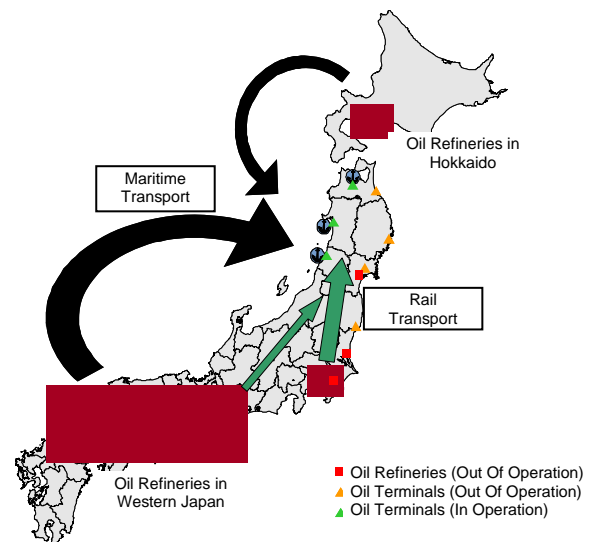 Oil Refineries in
Hokkaido
Maritime
Transport
Rail
Transport
Oil Refineries in
Western Japan
Oil Refineries (Out Of Operation)
Oil Terminals (Out Of Operation)
Oil Terminals (In Operation)